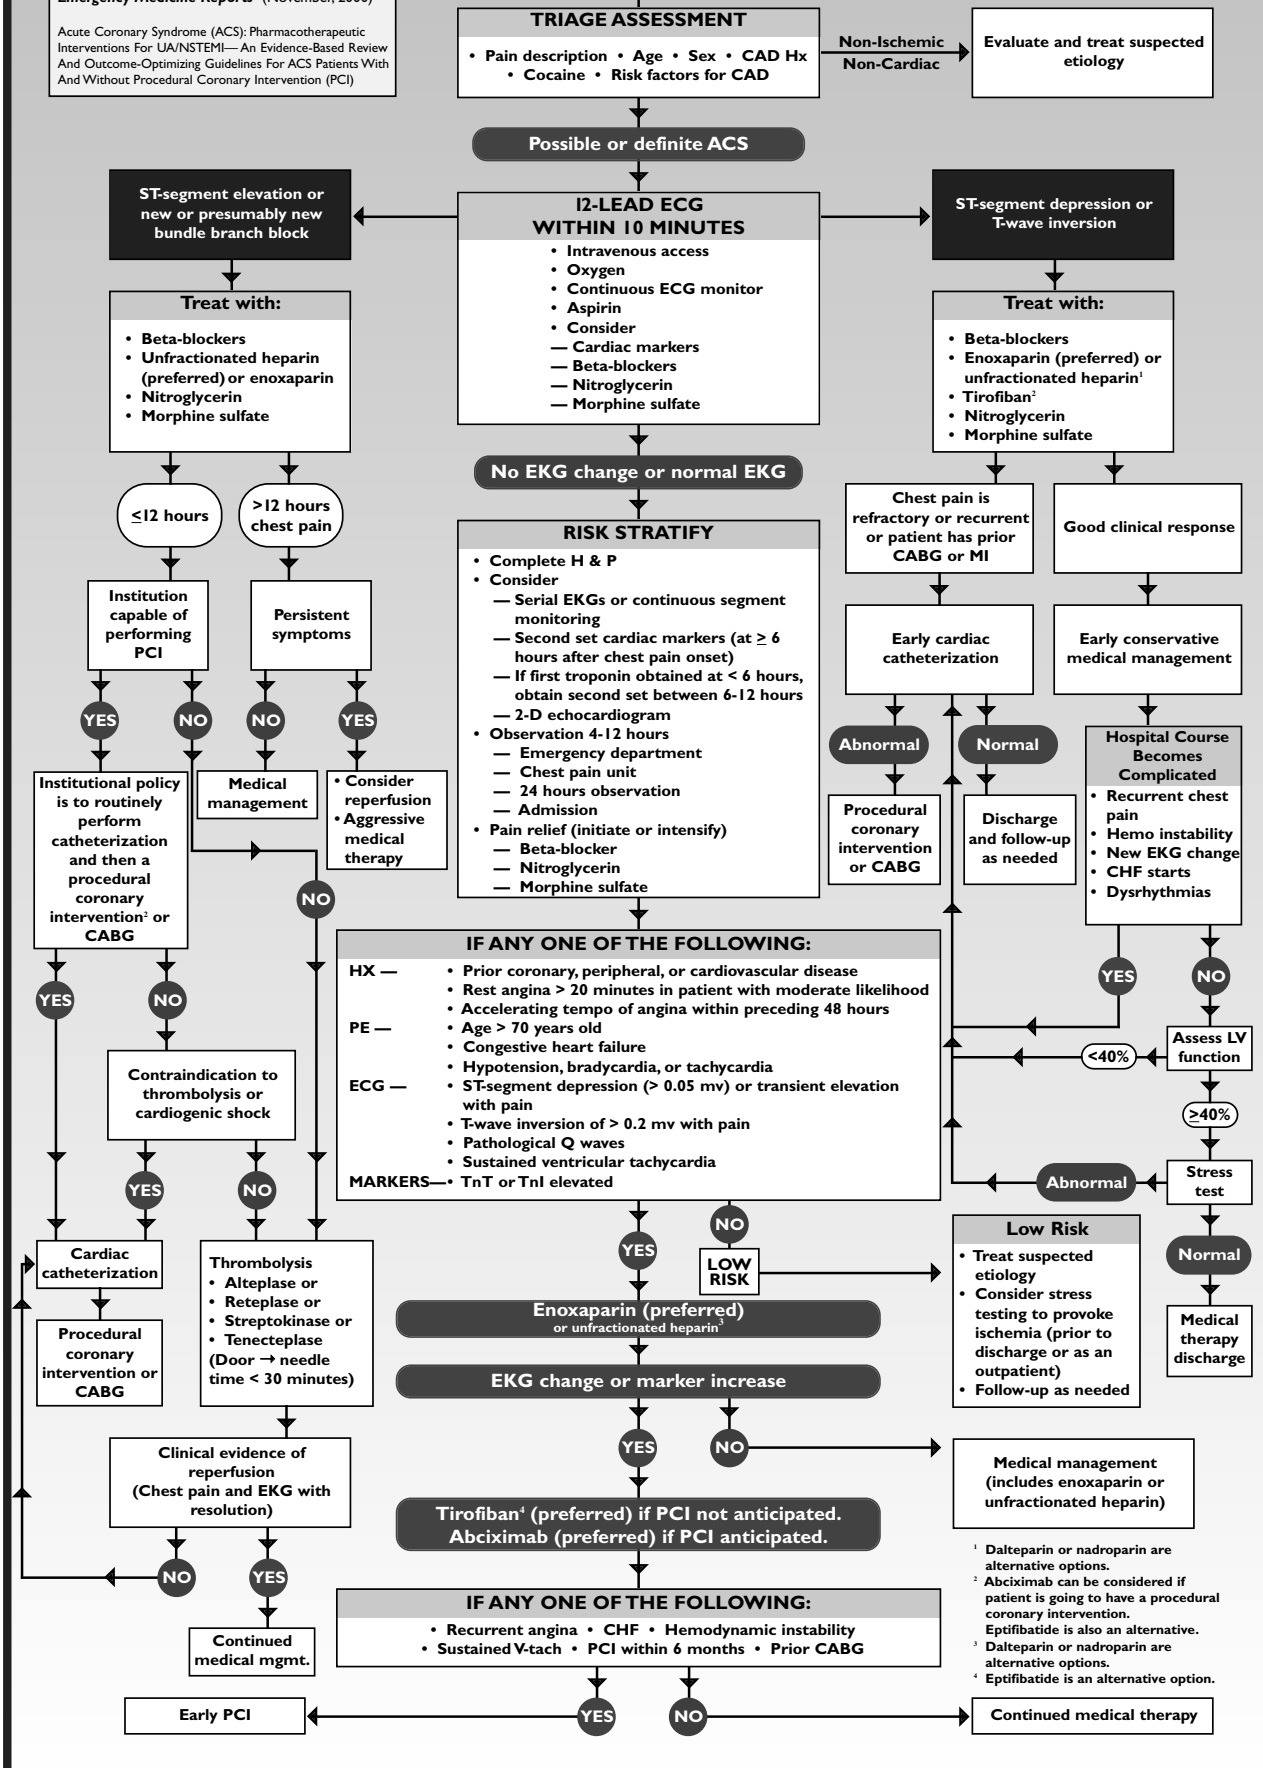 Emergency Medicine Reports (November, 2000)
Acute Coronary Syndrome (ACS): Pharmacotherapeutic
Interventions For UA/NSTEMI— An Evidence-Based Review
And Outcome-Optimizing Guidelines For ACS Patients With
And Without Procedural Coronary Intervention (PCI)
TRIAGE ASSESSMENT
• Pain description • Age • Sex • CAD Hx
• Cocaine • Risk factors for CAD
Non-Ischemic
Non-Cardiac
Evaluate and treat suspected
etiology
Possible or definite ACS
ST-segment elevation or
new or presumably new
bundle branch block
12-LEAD ECG
WITHIN 10 MINUTES
• Intravenous access
• Oxygen
• Continuous ECG monitor
• Aspirin
• Consider
— Cardiac markers
— Beta-blockers
— Nitroglycerin
— Morphine sulfate
ST-segment depression or
T-wave inversion
Treat with:
• Beta-blockers
• Unfractionated heparin
(preferred) or enoxaparin
• Nitroglycerin
• Morphine sulfate
Treat with:
• Beta-blockers
• Enoxaparin (preferred) or
unfractionated heparin¹
• Tirofiban²
• Nitroglycerin
• Morphine sulfate
No EKG change or normal EKG
≤12 hours
>12 hours
chest pain
Institution
capable of
performing
PCI
Persistent
symptoms
YES
NO
NO
YES
Institutional policy
is to routinely
perform
catheterization
and then a
procedural
coronary
intervention² or
CABG
Medical
management
• Consider
reperfusion
• Aggressive
medical
therapy
NO
YES
NO
Contraindication to
thrombolysis or
cardiogenic shock
YES
NO
Cardiac
catheterization
Procedural
coronary
intervention or
CABG
Thrombolysis
• Alteplase or
• Reteplase or
• Streptokinase or
• Tenecteplase
(Door → needle
time < 30 minutes)
Clinical evidence of
reperfusion
(Chest pain and EKG with
resolution)
NO
YES
Continued
medical mgmt.
RISK STRATIFY
• Complete H & P
• Consider
— Serial EKGs or continuous segment
monitoring
— Second set cardiac markers (at ≥ 6
hours after chest pain onset)
— If first troponin obtained at < 6 hours,
obtain second set between 6-12 hours
— 2-D echocardiogram
• Observation 4-12 hours
— Emergency department
— Chest pain unit
— 24 hours observation
— Admission
• Pain relief (initiate or intensify)
— Beta-blocker
— Nitroglycerin
— Morphine sulfate
Chest pain is
refractory or recurrent
or patient has prior
CABG or MI
Good clinical response
Early cardiac
catheterization
Early conservative
medical management
Abnormal
Normal
Procedural
coronary
intervention
or CABG
Discharge
and follow-up
as needed
Hospital Course
Becomes
Complicated
• Recurrent chest
pain
• Hemo instability
• New EKG change
• CHF starts
• Dysrhythmias
YES
NO
Assess LV
function
<40%
≥40%
Stress
test
Abnormal
Normal
Medical
therapy
discharge
IF ANY ONE OF THE FOLLOWING:
HX — • Prior coronary, peripheral, or cardiovascular disease
• Rest angina > 20 minutes in patient with moderate likelihood
• Accelerating tempo of angina within preceding 48 hours
PE — • Age > 70 years old
• Congestive heart failure
• Hypotension, bradycardia, or tachycardia
ECG — • ST-segment depression (> 0.05 mv) or transient elevation
with pain
• T-wave inversion of > 0.2 mv with pain
• Pathological Q waves
• Sustained ventricular tachycardia
MARKERS—• TnT or TnI elevated
YES
NO
LOW
RISK
Low Risk
• Treat suspected
etiology
• Consider stress
testing to provoke
ischemia (prior to
discharge or as an
outpatient)
• Follow-up as needed
Enoxaparin (preferred)
or unfractionated heparin³
EKG change or marker increase
YES
NO
Medical management
(includes enoxaparin or
unfractionated heparin)
Tirofiban⁴ (preferred) if PCI not anticipated.
Abciximab (preferred) if PCI anticipated.
IF ANY ONE OF THE FOLLOWING:
• Recurrent angina • CHF • Hemodynamic instability
• Sustained V-tach • PCI within 6 months • Prior CABG
YES
NO
Early PCI
Continued medical therapy
¹ Dalteparin or nadroparin are
alternative options.
² Abciximab can be considered if
patient is going to have a procedural
coronary intervention.
Eptifibatide is also an alternative.
³ Dalteparin or nadroparin are
alternative options.
⁴ Eptifibatide is an alternative option.